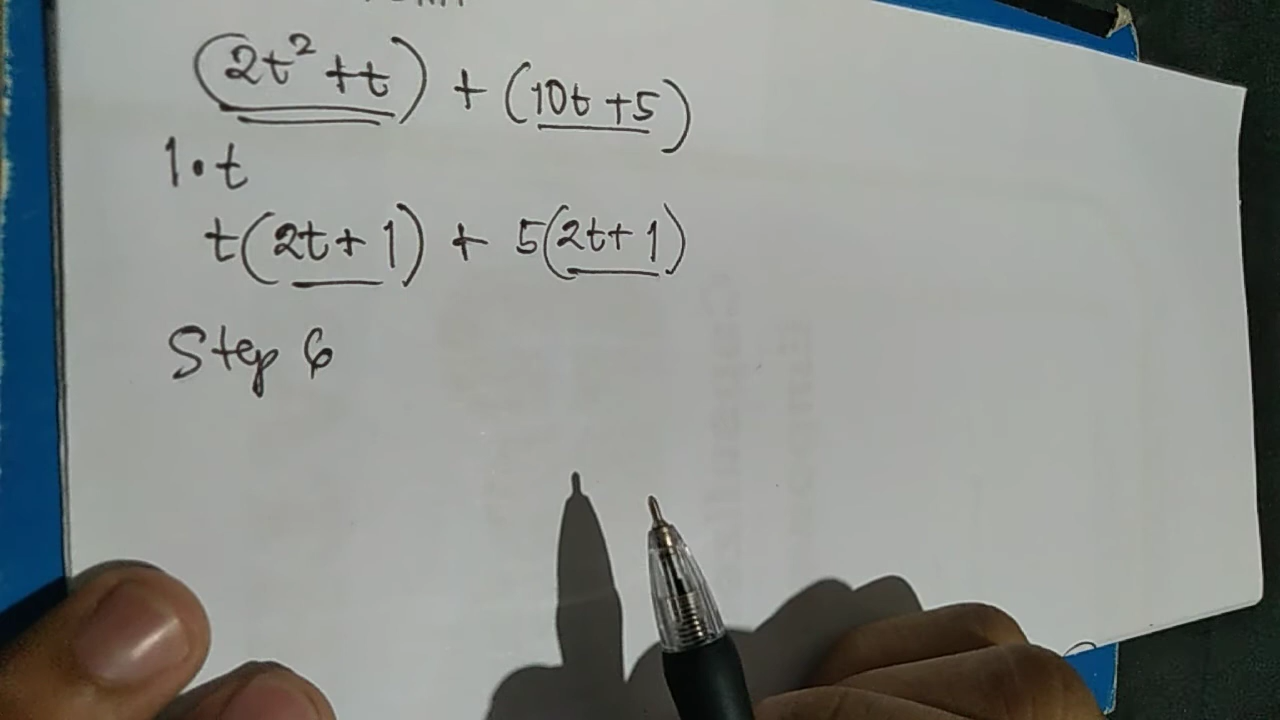 (2t² + t) + (10t + 5)
1•t
t(2t + 1) + 5(2t + 1)
Step 6